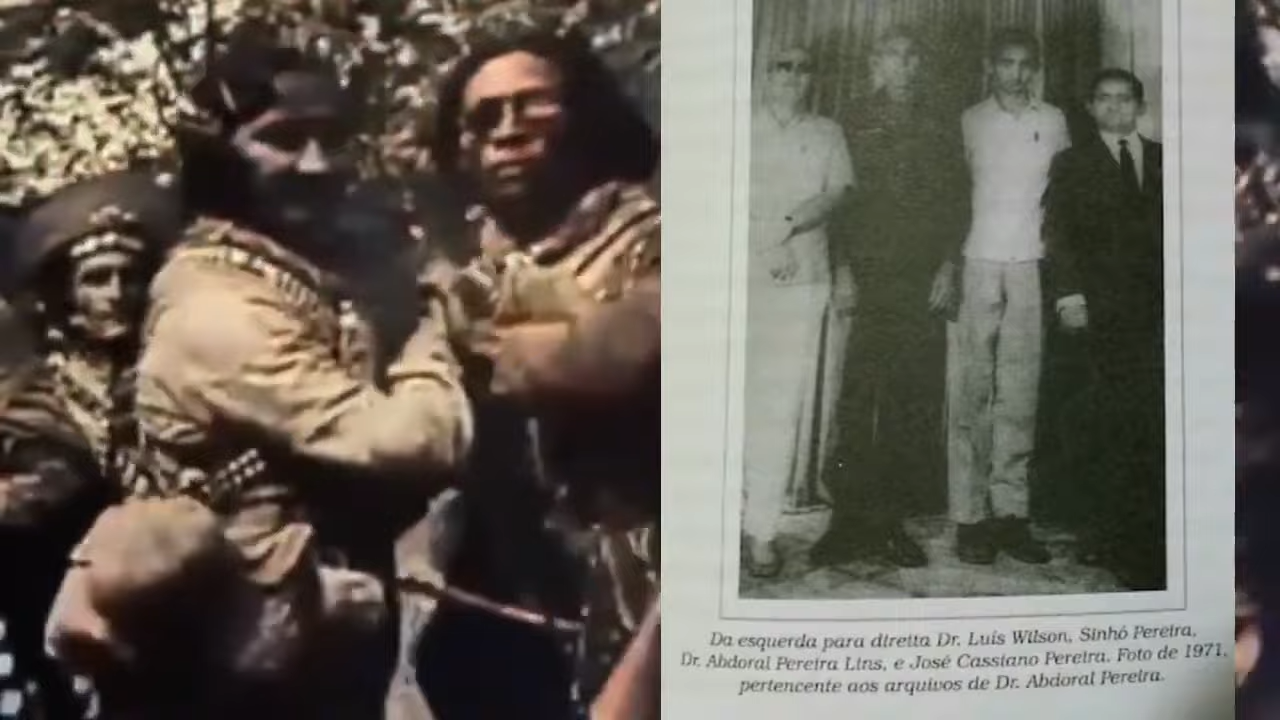 Da esquerda para direita Dr. Luís Wilson, Sinhô Pereira,
Dr. Abdoral Pereira Lins, e José Cassiano Pereira. Foto de 1971,
pertencente aos arquivos de Dr. Abdoral Pereira.